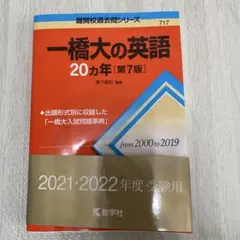 難関校過去問シリーズ
717
一橋大の英語
20カ年[第7版]
◆出題形式別に収録した
「一橋大入試問題事典」
from 2000 to 2019
2021・2022年度・受験用
教学社